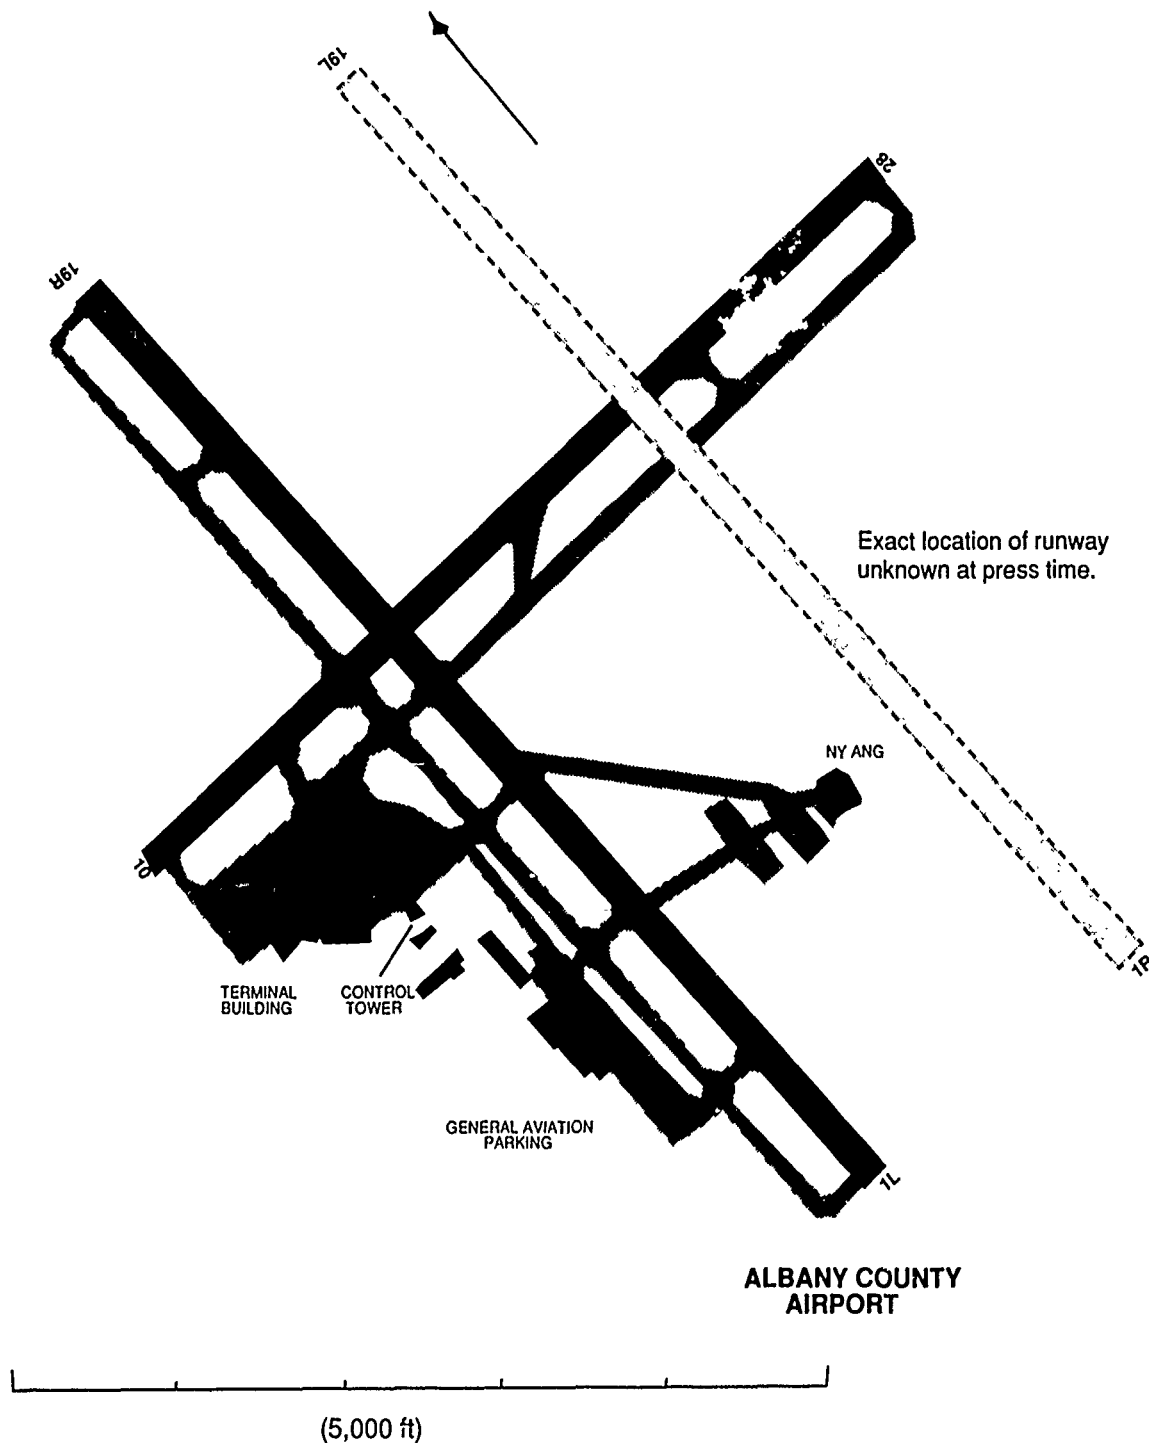 19L
28
19R
Exact location of runway
unknown at press time.
NY ANG
10
1R
TERMINAL
BUILDING
CONTROL
TOWER
GENERAL AVIATION
PARKING
1L
ALBANY COUNTY
AIRPORT
(5,000 ft)